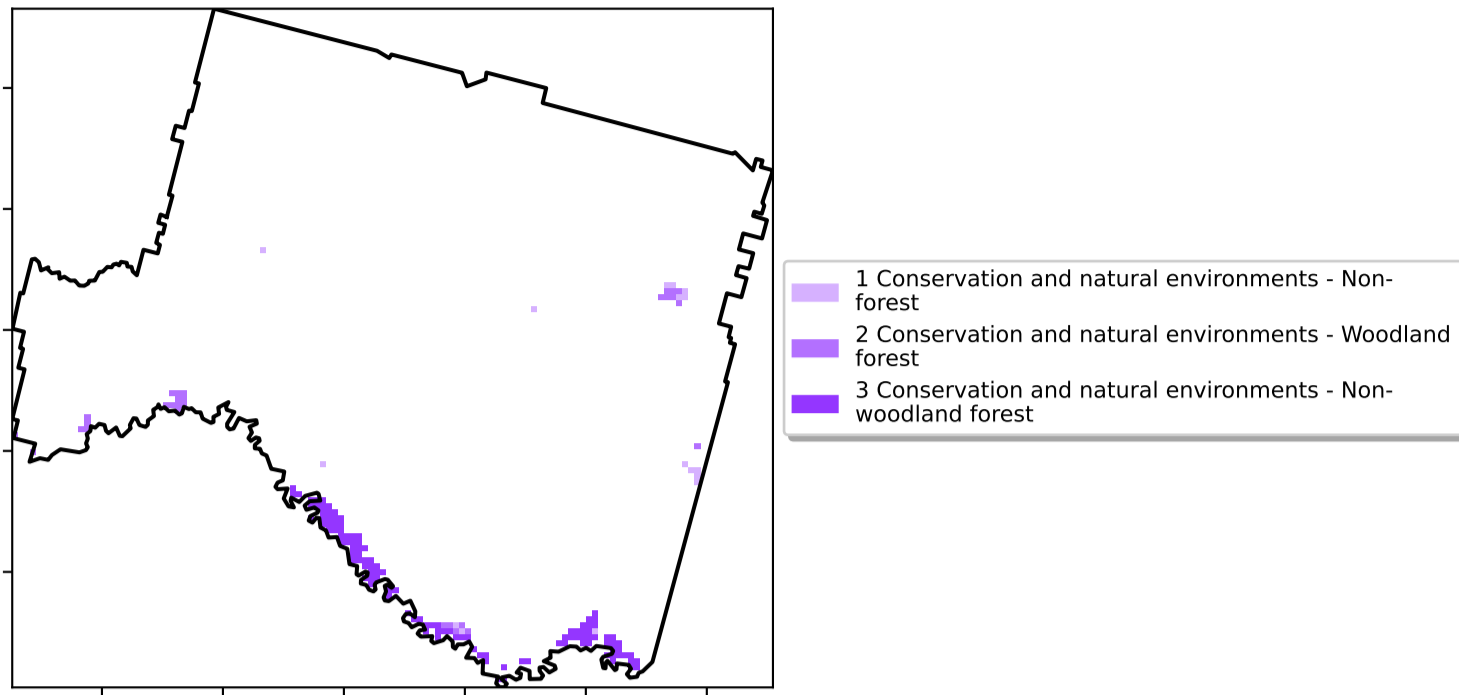 1 Conservation and natural environments - Non-
forest
2 Conservation and natural environments - Woodland
forest
3 Conservation and natural environments - Non-
woodland forest